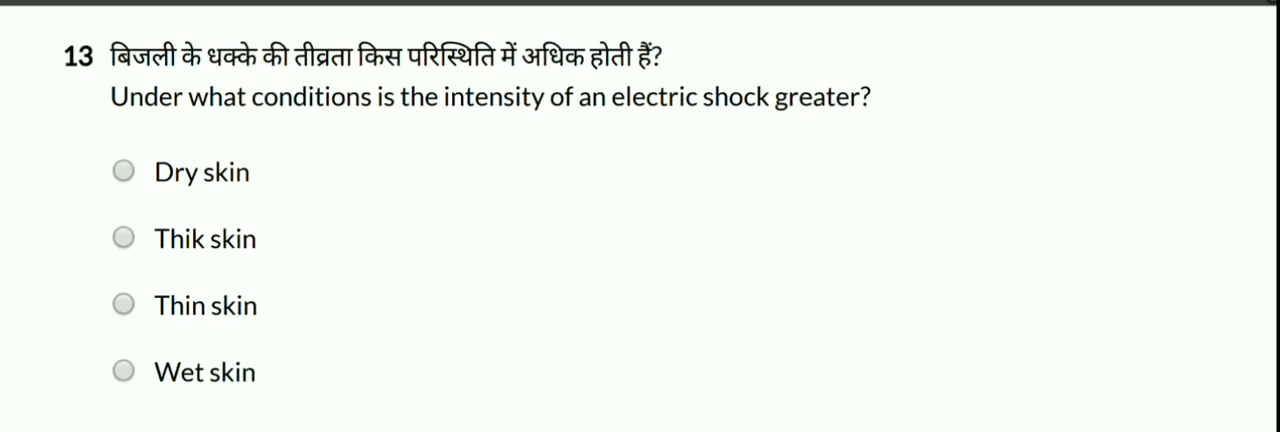 13 बिजली के धक्के की तीव्रता किस परिस्थिति में अधिक होती हैं?
Under what conditions is the intensity of an electric shock greater?
Dry skin
Thik skin
Thin skin
Wet skin